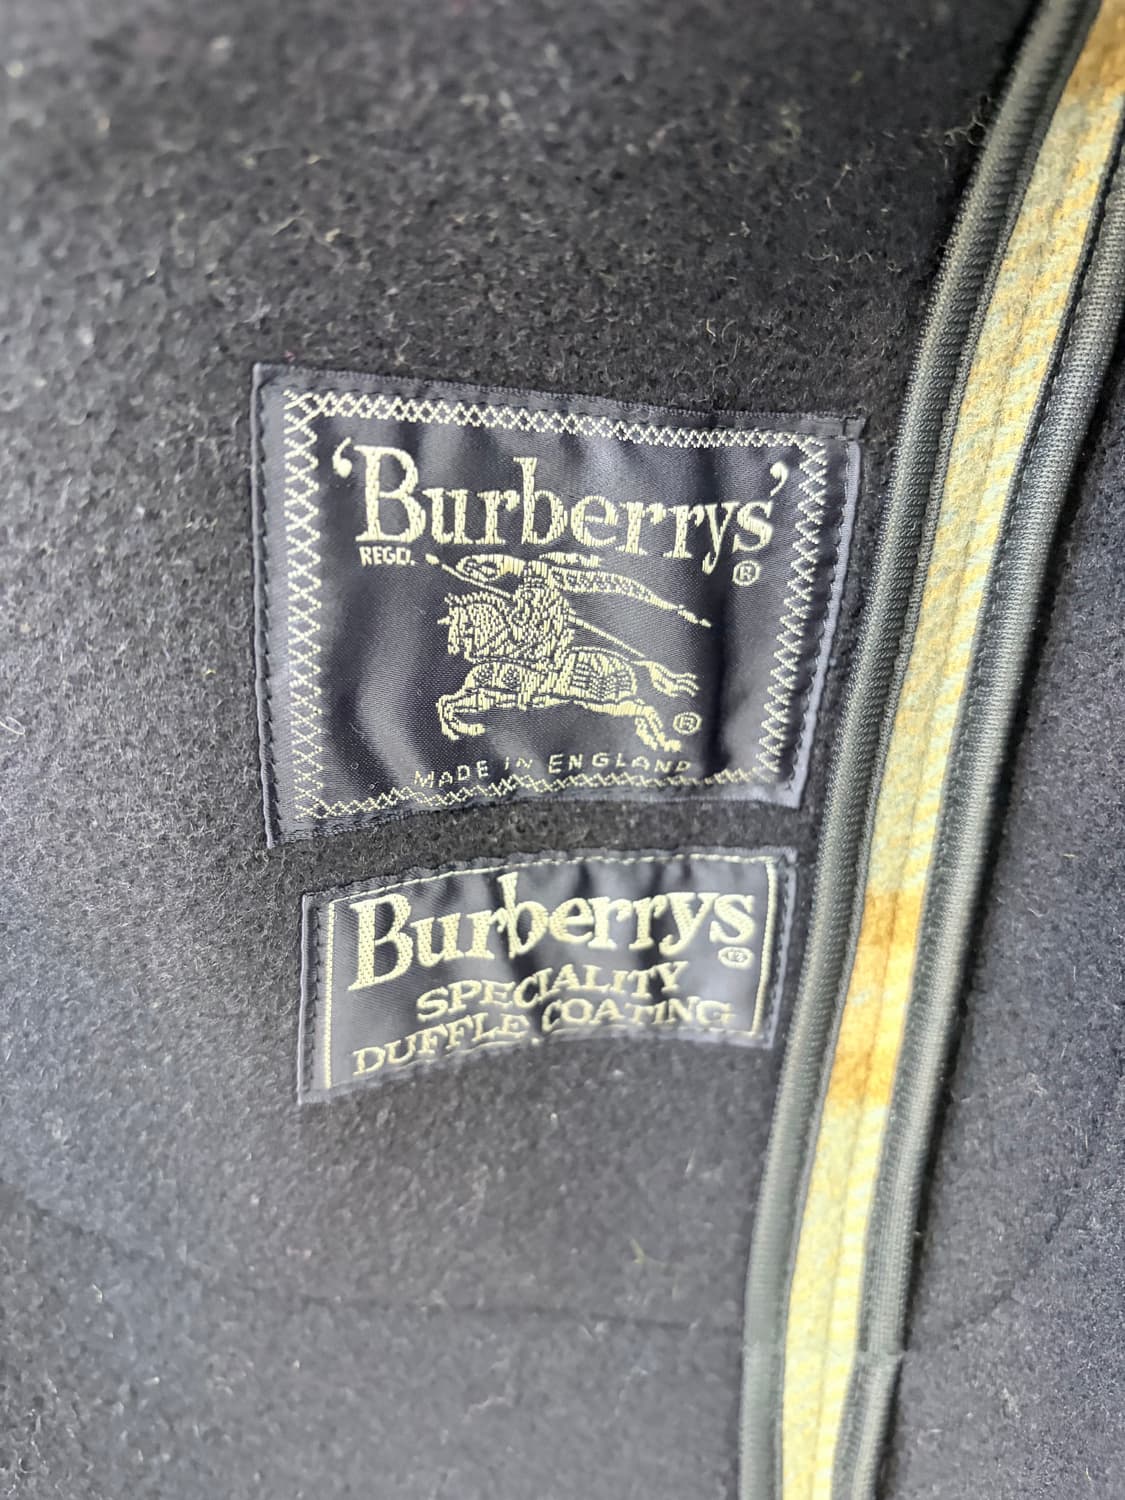 'Burberrys'
REGD. ®
®
MADE IN ENGLAND
Burberrys
®
SPECIALITY
DUFFLE COATING